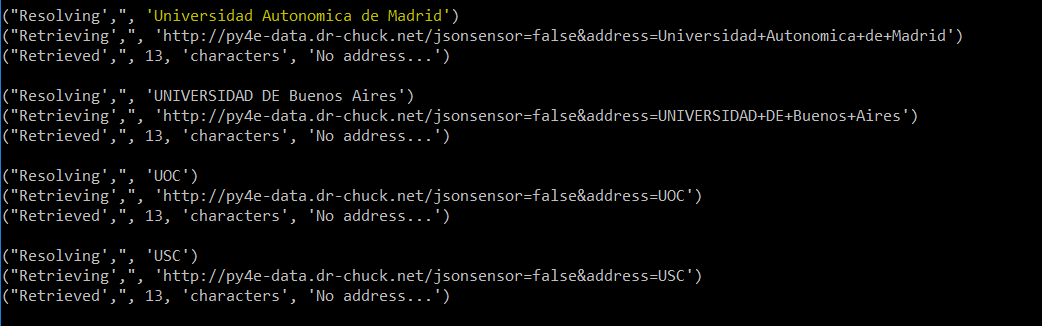 ("Resolving',", 'Universidad Autonomica de Madrid')
("Retrieving',", 'http://py4e-data.dr-chuck.net/jsonsensor=false&address=Universidad+Autonomica+de+Madrid')
("Retrieved',", 13, 'characters', 'No address...')
("Resolving',", 'UNIVERSIDAD DE Buenos Aires')
("Retrieving',", 'http://py4e-data.dr-chuck.net/jsonsensor=false&address=UNIVERSIDAD+DE+Buenos+Aires')
("Retrieved',", 13, 'characters', 'No address...')
("Resolving',", 'UOC')
("Retrieving',", 'http://py4e-data.dr-chuck.net/jsonsensor=false&address=UOC')
("Retrieved',", 13, 'characters', 'No address...')
("Resolving',", 'USC')
("Retrieving',", 'http://py4e-data.dr-chuck.net/jsonsensor=false&address=USC')
("Retrieved',", 13, 'characters', 'No address...')